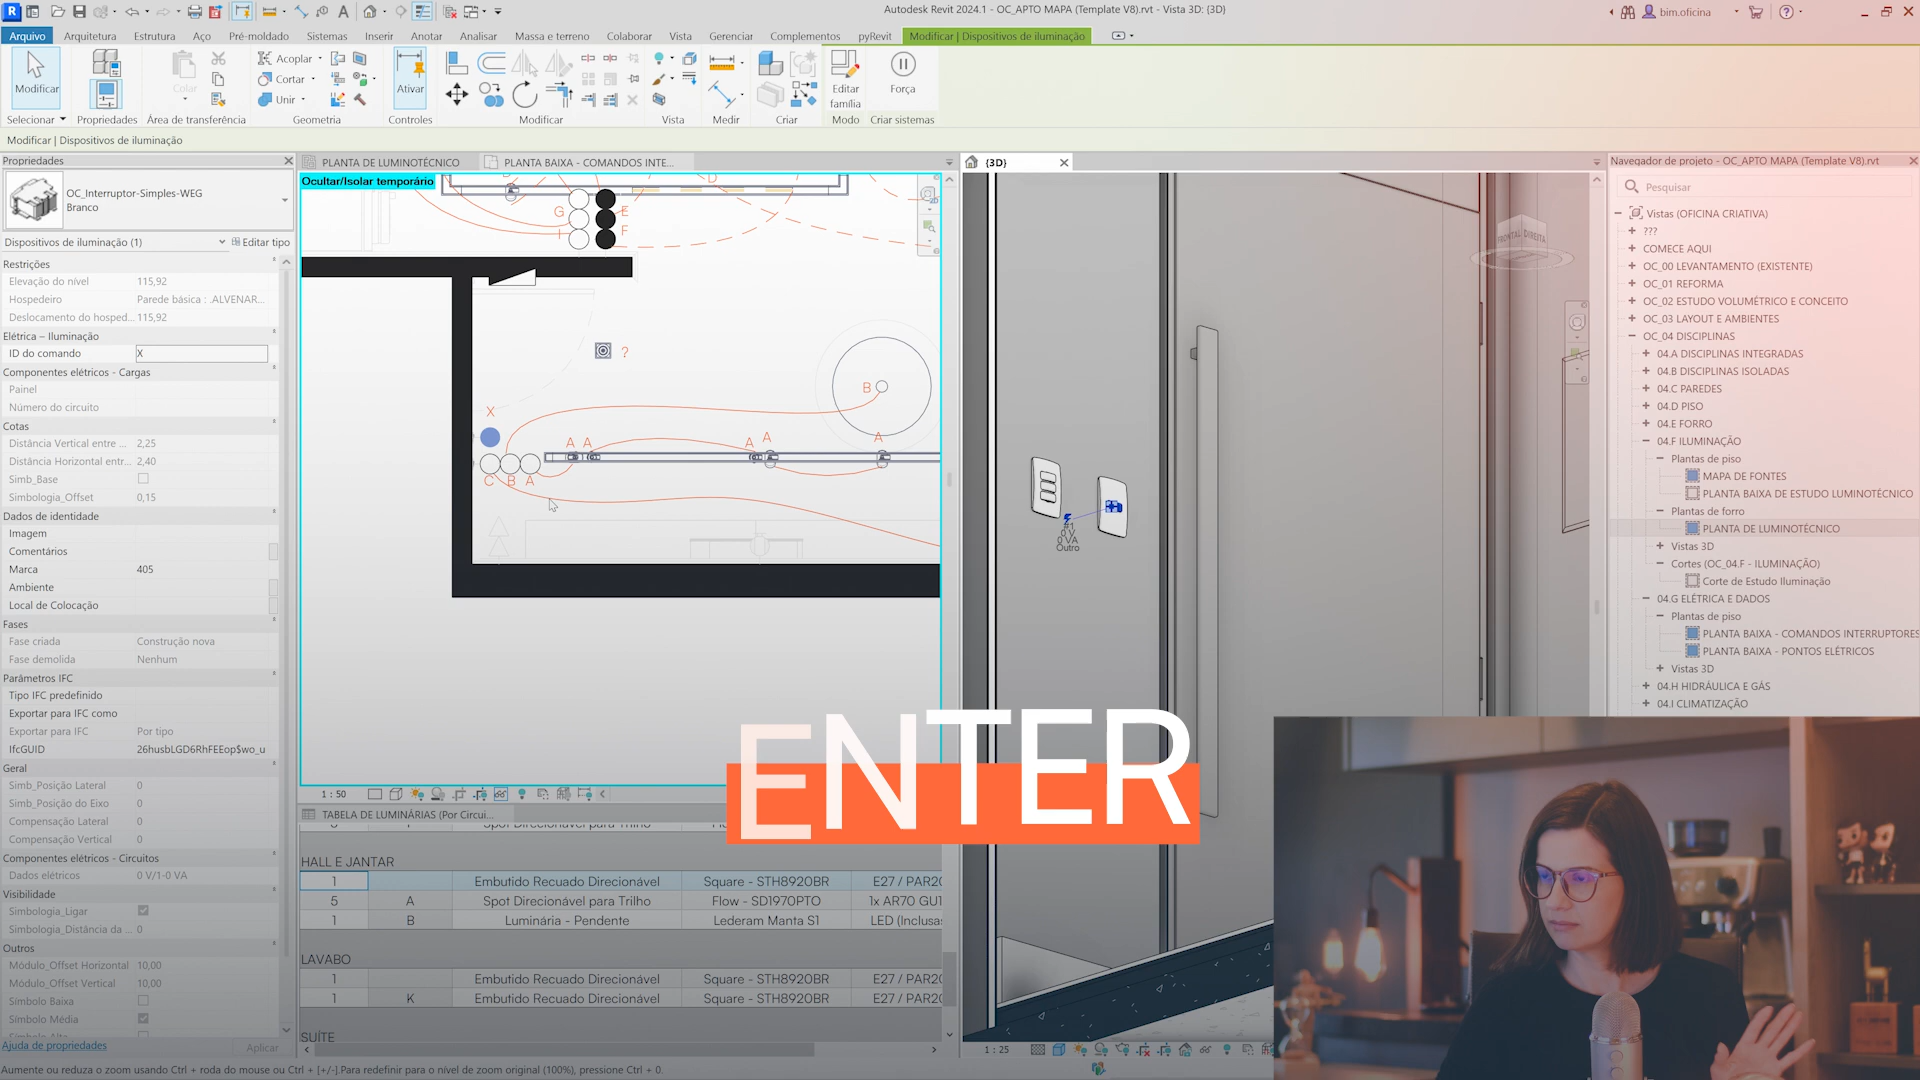 Autodesk Revit 2024.1 - OC_APTO MAPA (Template V8).rvt - Vista 3D: {3D}
bim.oficina
Arquivo
Arquitetura
Estrutura
Aço
Pré-moldado
Sistemas
Inserir
Anotar
Analisar
Massa e terreno
Colaborar
Vista
Gerenciar
Complementos
pyRevit
Modificar | Dispositivos de iluminação
Modificar
Colar
Acoplar
Cortar
Unir
Ativar
Editar
família
Força
Selecionar
Propriedades
Área de transferência
Geometria
Controles
Modificar
Vista
Medir
Criar
Modo
Criar sistemas
Modificar | Dispositivos de iluminação
Propriedades
OC_Interruptor-Simples-WEG
Branco
Dispositivos de iluminação (1)
Editar tipo
Restrições
Elevação do nível 115,92
Hospedeiro Parede básica : .ALVENAR...
Deslocamento do hosped... 115,92
Elétrica – Iluminação
ID do comando X
Componentes elétricos - Cargas
Painel
Número do circuito
Cotas
Distância Vertical entre ... 2,25
Distância Horizontal entr... 2,40
Simb_Base
Simbologia_Offset 0,15
Dados de identidade
Imagem
Comentários
Marca 405
Ambiente
Local de Colocação
Fases
Fase criada Construção nova
Fase demolida Nenhum
Parâmetros IFC
Tipo IFC predefinido
Exportar para IFC como
Exportar para IFC Por tipo
IfcGUID 26husbLGD6RhFEEop$wo_u
Geral
Simb_Posição Lateral 0
Simb_Posição do Eixo 0
Compensação Lateral 0
Compensação Vertical 0
Componentes elétricos - Circuitos
Dados elétricos 0 V/1-0 VA
Visibilidade
Simbologia_Ligar
Simbologia_Distância da ... 0
Outros
Módulo_Offset Horizontal 10,00
Módulo_Offset Vertical 10,00
Símbolo Baixa
Símbolo Média
Ajuda de propriedades
Aplicar
PLANTA DE LUMINOTÉCNICO
PLANTA BAIXA - COMANDOS INTE...
Ocultar/Isolar temporário
D
G E
I F
?
B
X
A A A A A
C B A
1 : 50
TABELA DE LUMINÁRIAS (Por Circui...
Spot Direcionável para Trilho
HALL E JANTAR
1 Embutido Recuado Direcionável Square - STH8920BR E27 / PAR20
5 A Spot Direcionável para Trilho Flow - SD1970PTO 1x AR70 GU1
1 B Luminária - Pendente Lederam Manta S1 LED (Inclusas
LAVABO
1 Embutido Recuado Direcionável Square - STH8920BR E27 / PAR20
1 K Embutido Recuado Direcionável Square - STH8920BR E27 / PAR20
SUÍTE
{3D}
FRONTAL DIREITA
#1
0 V
0 VA
Outro
1 : 25
ENTER
Navegador de projeto - OC_APTO MAPA (Template V8).rvt
Pesquisar
Vistas (OFICINA CRIATIVA)
???
COMECE AQUI
OC_00 LEVANTAMENTO (EXISTENTE)
OC_01 REFORMA
OC_02 ESTUDO VOLUMÉTRICO E CONCEITO
OC_03 LAYOUT E AMBIENTES
OC_04 DISCIPLINAS
04.A DISCIPLINAS INTEGRADAS
04.B DISCIPLINAS ISOLADAS
04.C PAREDES
04.D PISO
04.E FORRO
04.F ILUMINAÇÃO
Plantas de piso
MAPA DE FONTES
PLANTA BAIXA DE ESTUDO LUMINOTÉCNICO
Plantas de forro
PLANTA DE LUMINOTÉCNICO
Vistas 3D
Cortes (OC_04.F - ILUMINAÇÃO)
Corte de Estudo Iluminação
04.G ELÉTRICA E DADOS
Plantas de piso
PLANTA BAIXA - COMANDOS INTERRUPTORES
PLANTA BAIXA - PONTOS ELÉTRICOS
Vistas 3D
04.H HIDRÁULICA E GÁS
04.I CLIMATIZAÇÃO
Aumente ou reduza o zoom usando Ctrl + roda do mouse ou Ctrl + [+/-].Para redefinir para o nível de zoom original (100%), pressione Ctrl + 0.